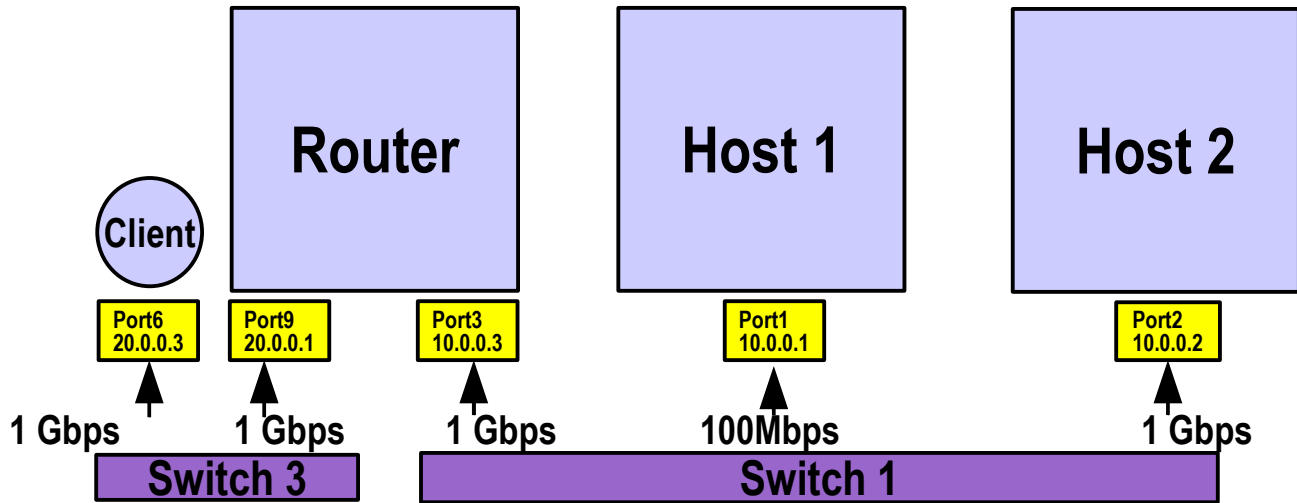 Router
Host 1
Host 2
Client
Port6
20.0.0.3
Port9
20.0.0.1
Port3
10.0.0.3
Port1
10.0.0.1
Port2
10.0.0.2
1 Gbps
1 Gbps
1 Gbps
100Mbps
1 Gbps
Switch 3
Switch 1